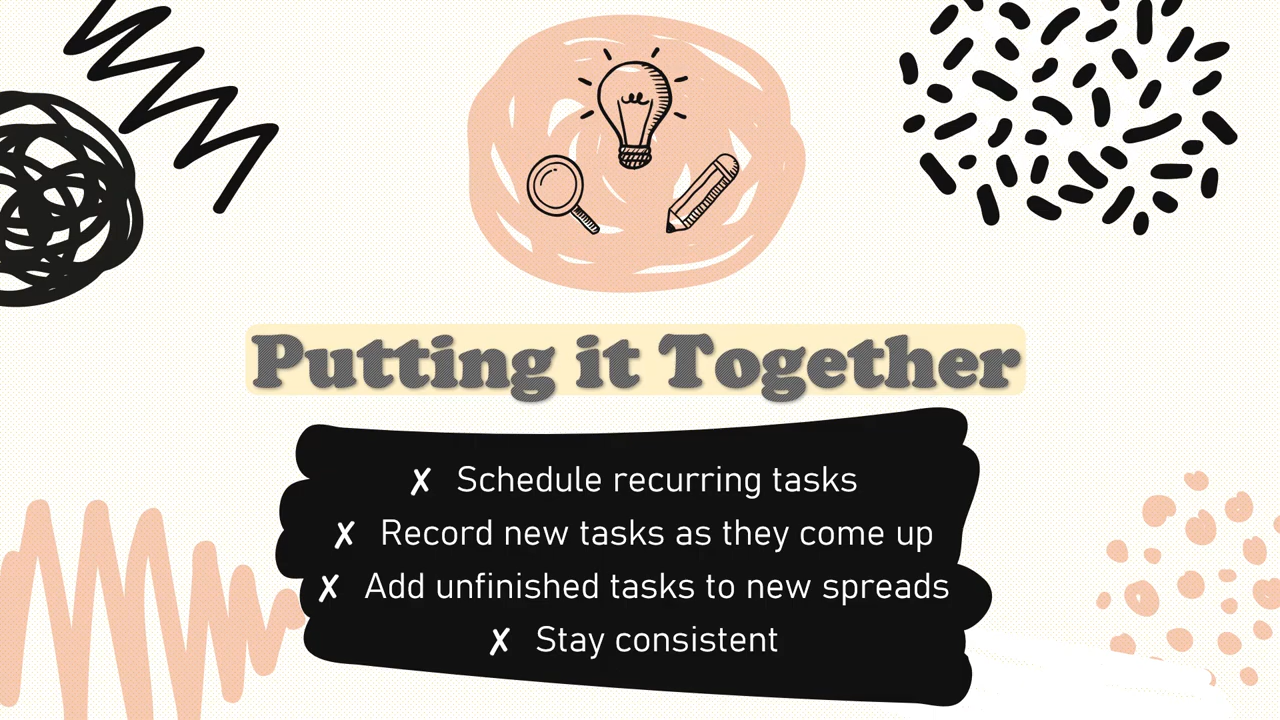 Putting it Together
✗ Schedule recurring tasks
✗ Record new tasks as they come up
✗ Add unfinished tasks to new spreads
✗ Stay consistent